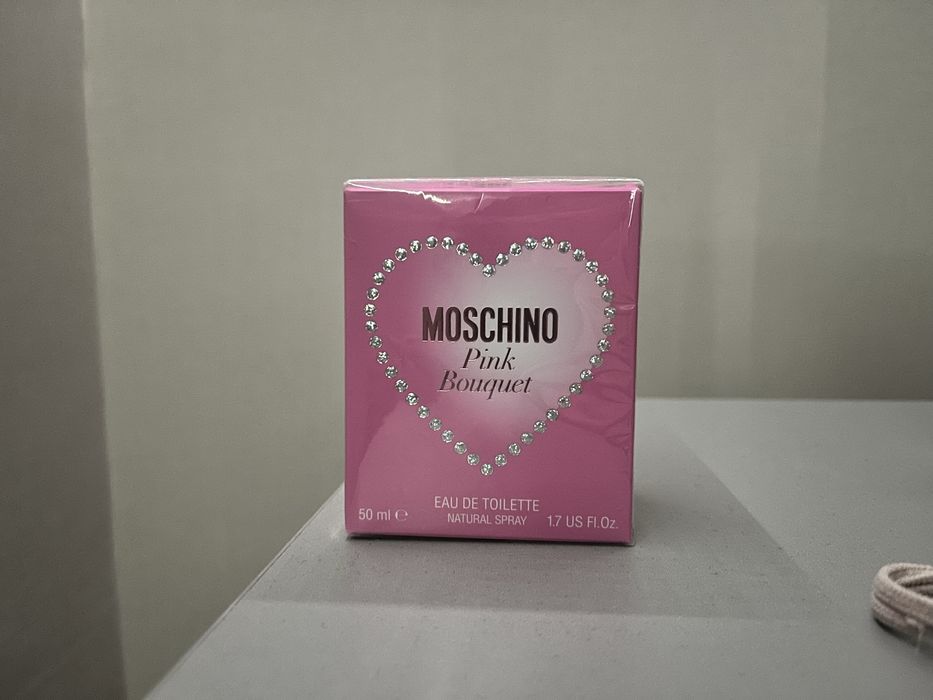 MOSCHINO
Pink
Bouquet
EAU DE TOILETTE
50 ml ℮ NATURAL SPRAY 1.7 US Fl.Oz.